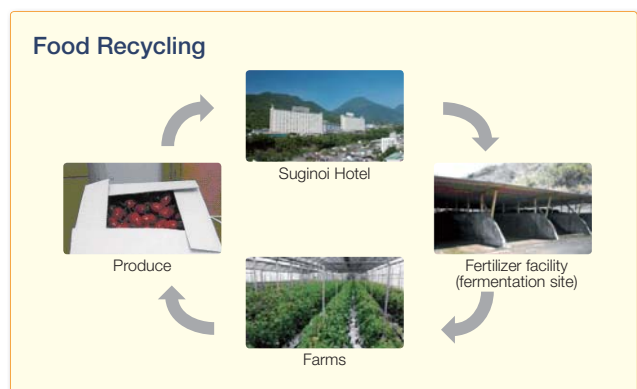 Food Recycling
Suginoi Hotel
Produce
Fertilizer facility
(fermentation site)
Farms